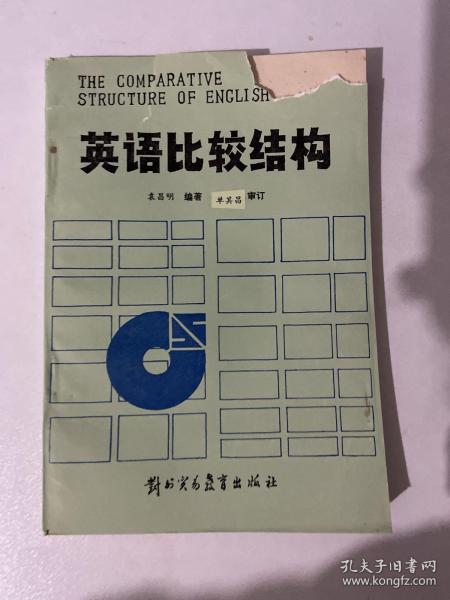 THE COMPARATIVE
STRUCTURE OF ENGLISH
英语比较结构
袁昌明 编著 单其昌 审订
对外贸易教育出版社
孔夫子旧书网
www.kongfz.com